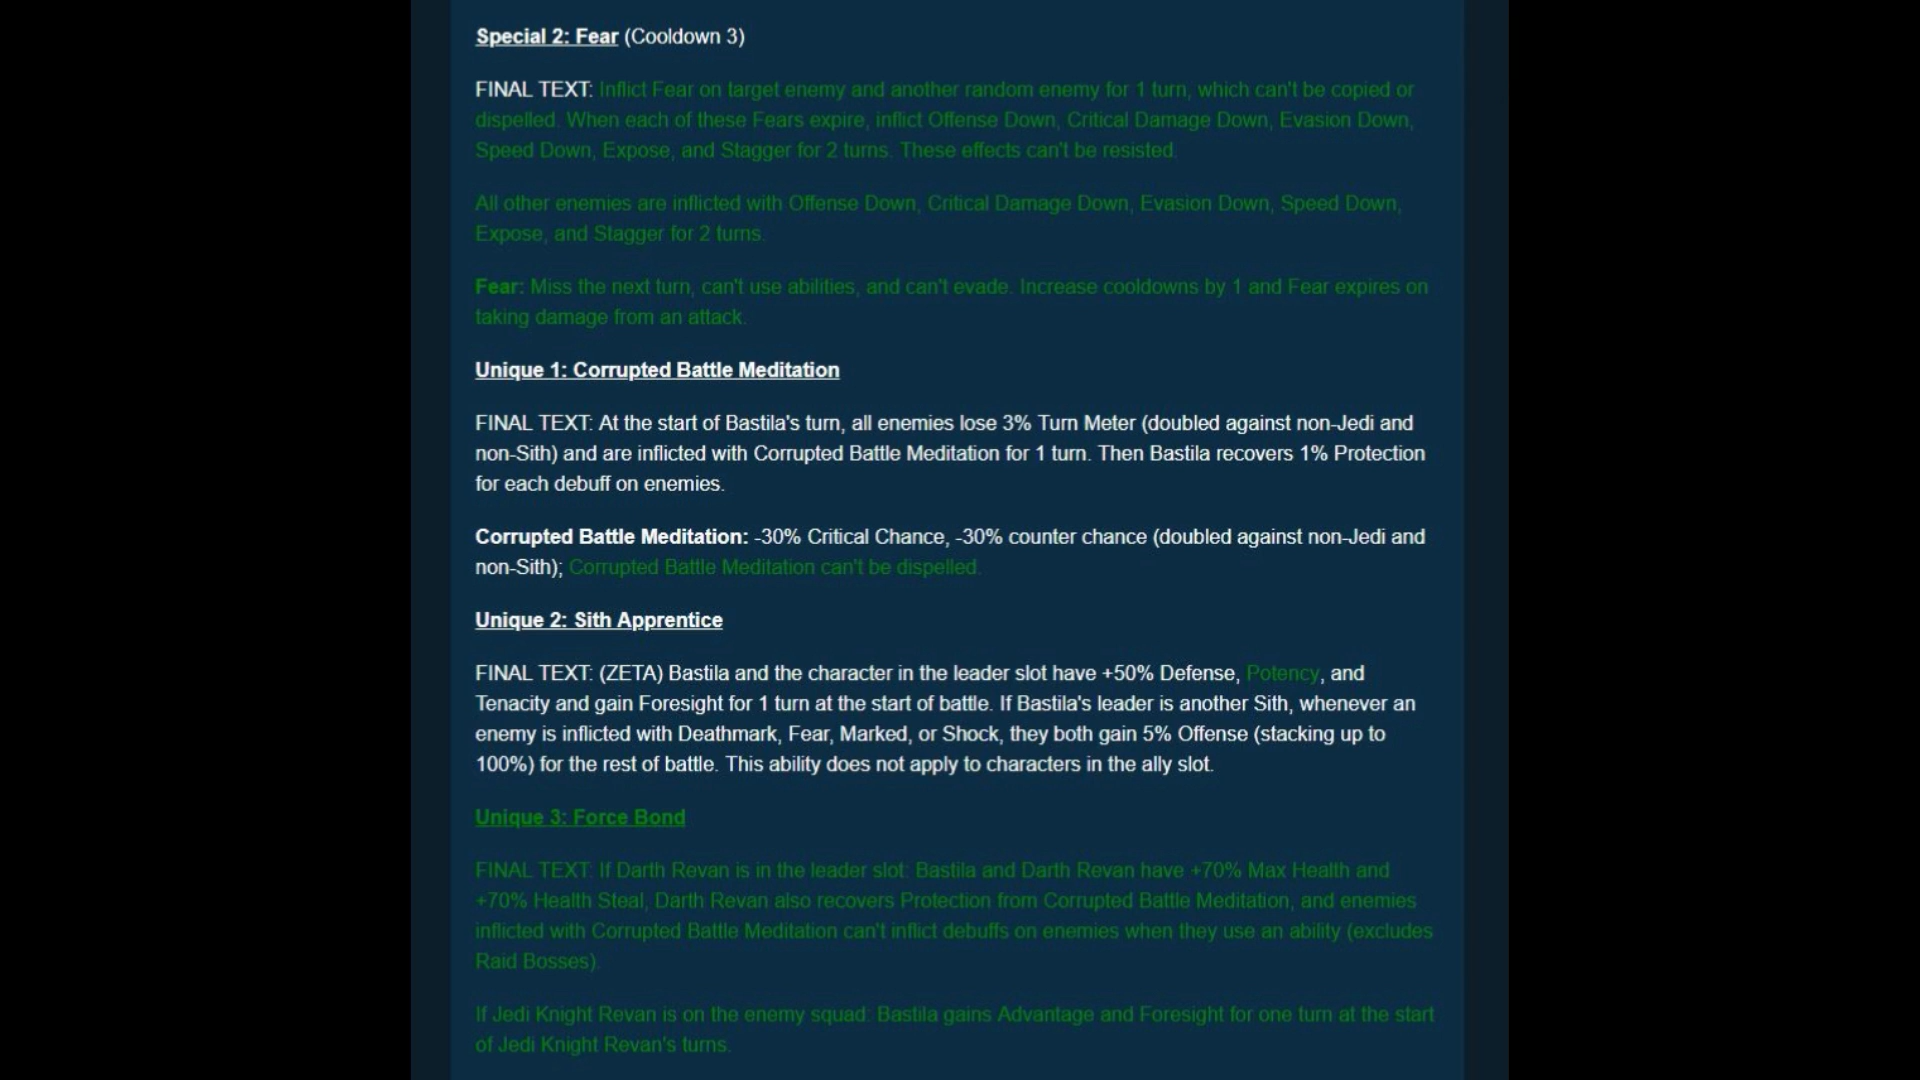 Special 2: Fear (Cooldown 3)
FINAL TEXT: Inflict Fear on target enemy and another random enemy for 1 turn, which can't be copied or
dispelled. When each of these Fears expire, inflict Offense Down, Critical Damage Down, Evasion Down,
Speed Down, Expose, and Stagger for 2 turns. These effects can't be resisted.
All other enemies are inflicted with Offense Down, Critical Damage Down, Evasion Down, Speed Down,
Expose, and Stagger for 2 turns.
Fear: Miss the next turn, can't use abilities, and can't evade. Increase cooldowns by 1 and Fear expires on
taking damage from an attack.
Unique 1: Corrupted Battle Meditation
FINAL TEXT: At the start of Bastila's turn, all enemies lose 3% Turn Meter (doubled against non-Jedi and
non-Sith) and are inflicted with Corrupted Battle Meditation for 1 turn. Then Bastila recovers 1% Protection
for each debuff on enemies.
Corrupted Battle Meditation: -30% Critical Chance, -30% counter chance (doubled against non-Jedi and
non-Sith); Corrupted Battle Meditation can't be dispelled.
Unique 2: Sith Apprentice
FINAL TEXT: (ZETA) Bastila and the character in the leader slot have +50% Defense, Potency, and
Tenacity and gain Foresight for 1 turn at the start of battle. If Bastila's leader is another Sith, whenever an
enemy is inflicted with Deathmark, Fear, Marked, or Shock, they both gain 5% Offense (stacking up to
100%) for the rest of battle. This ability does not apply to characters in the ally slot.
Unique 3: Force Bond
FINAL TEXT: If Darth Revan is in the leader slot: Bastila and Darth Revan have +70% Max Health and
+70% Health Steal, Darth Revan also recovers Protection from Corrupted Battle Meditation, and enemies
inflicted with Corrupted Battle Meditation can't inflict debuffs on enemies when they use an ability (excludes
Raid Bosses).
If Jedi Knight Revan is on the enemy squad: Bastila gains Advantage and Foresight for one turn at the start
of Jedi Knight Revan's turns.